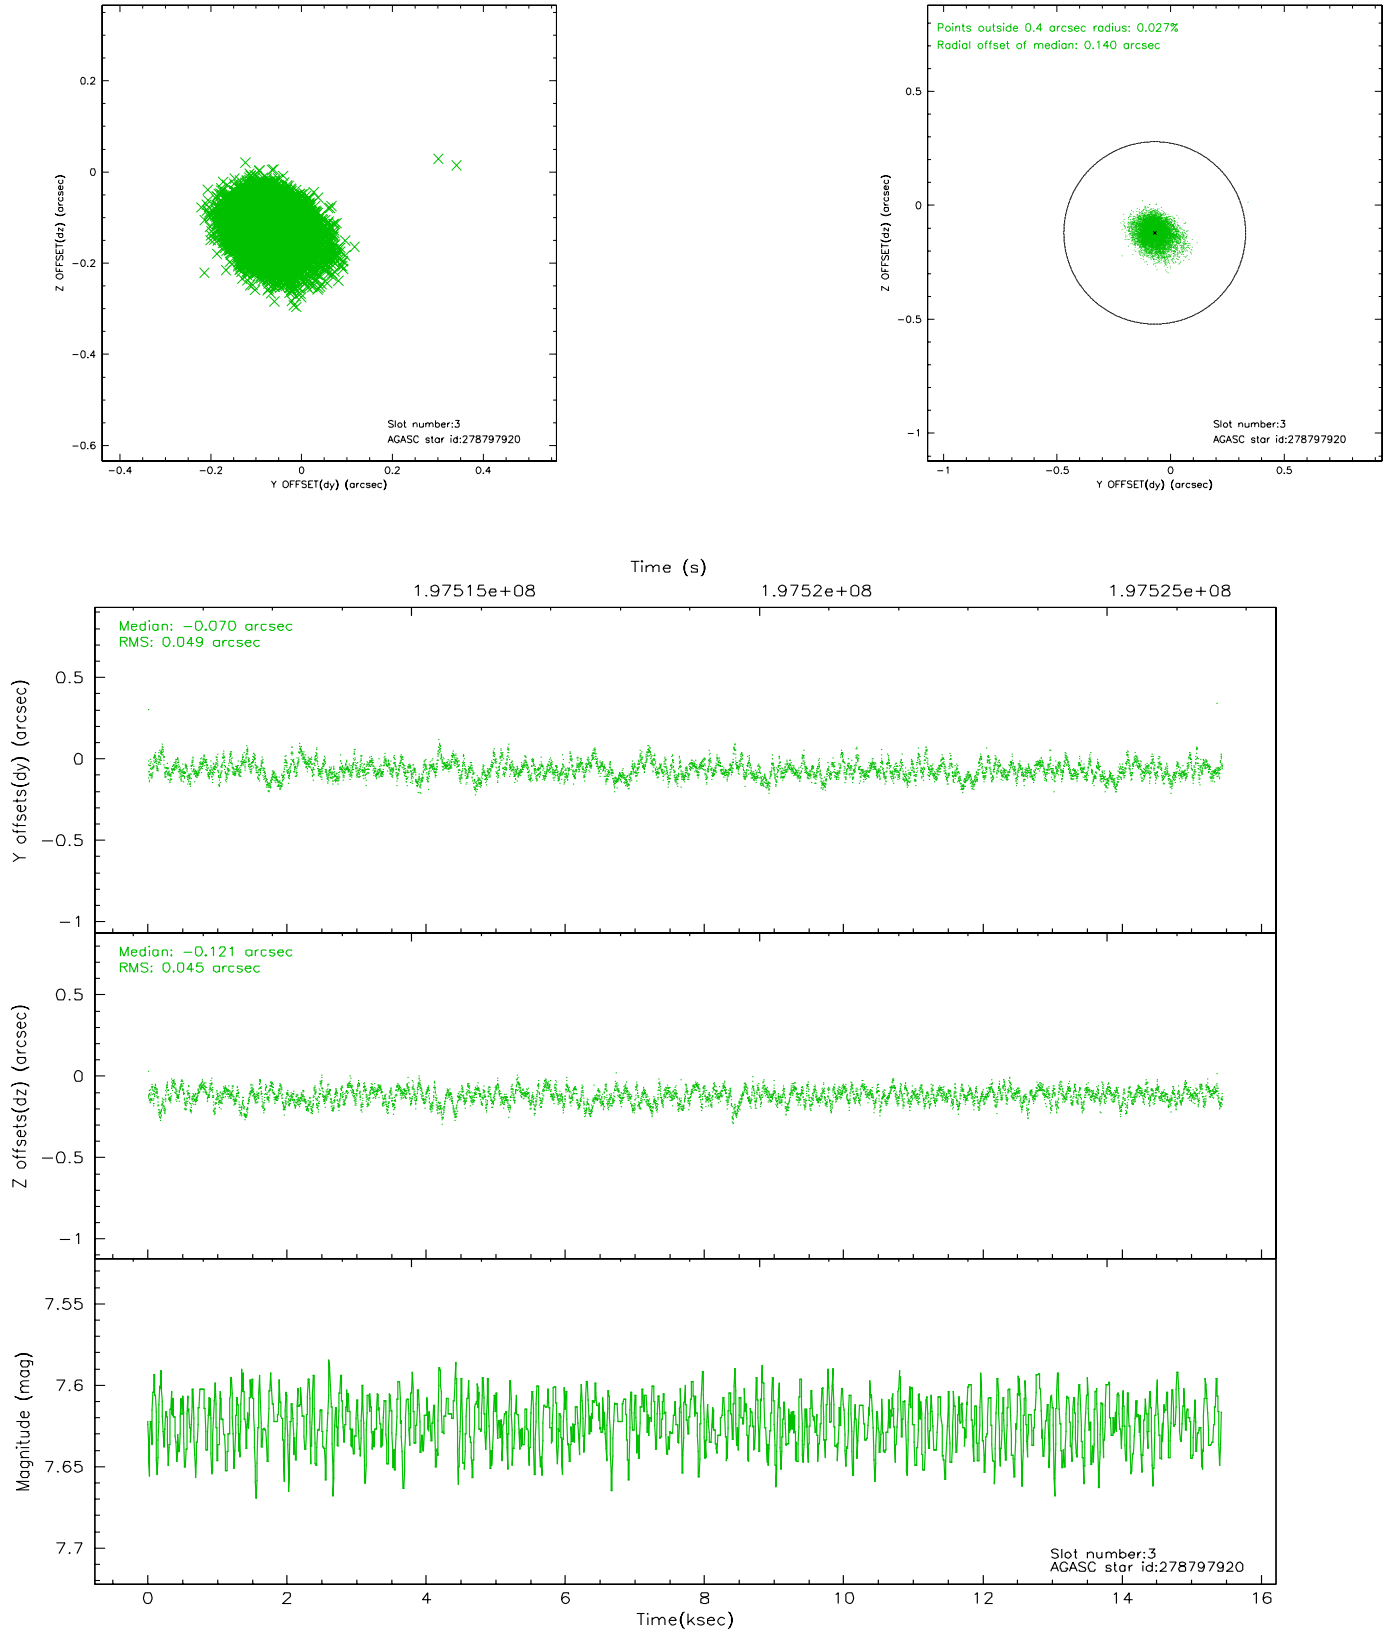 0.2
0
-0.2
-0.4
-0.6
Z OFFSET(dz) (arcsec)
Slot number:3
AGASC star id:278797920
-0.4 -0.2 0 0.2 0.4
Y OFFSET(dy) (arcsec)
Points outside 0.4 arcsec radius: 0.027%
Radial offset of median: 0.140 arcsec
0.5
0
-0.5
-1
Z OFFSET(dz) (arcsec)
Slot number:3
AGASC star id:278797920
-1 -0.5 0 0.5
Y OFFSET(dy) (arcsec)
Time (s)
1.97515e+08 1.9752e+08 1.97525e+08
Median: -0.070 arcsec
RMS: 0.049 arcsec
0.5
0
-0.5
-1
Y offsets(dy) (arcsec)
Median: -0.121 arcsec
RMS: 0.045 arcsec
0.5
0
-0.5
-1
Z offsets(dz) (arcsec)
7.55
7.6
7.65
7.7
Magnitude (mag)
Slot number:3
AGASC star id:278797920
0 2 4 6 8 10 12 14 16
Time(ksec)